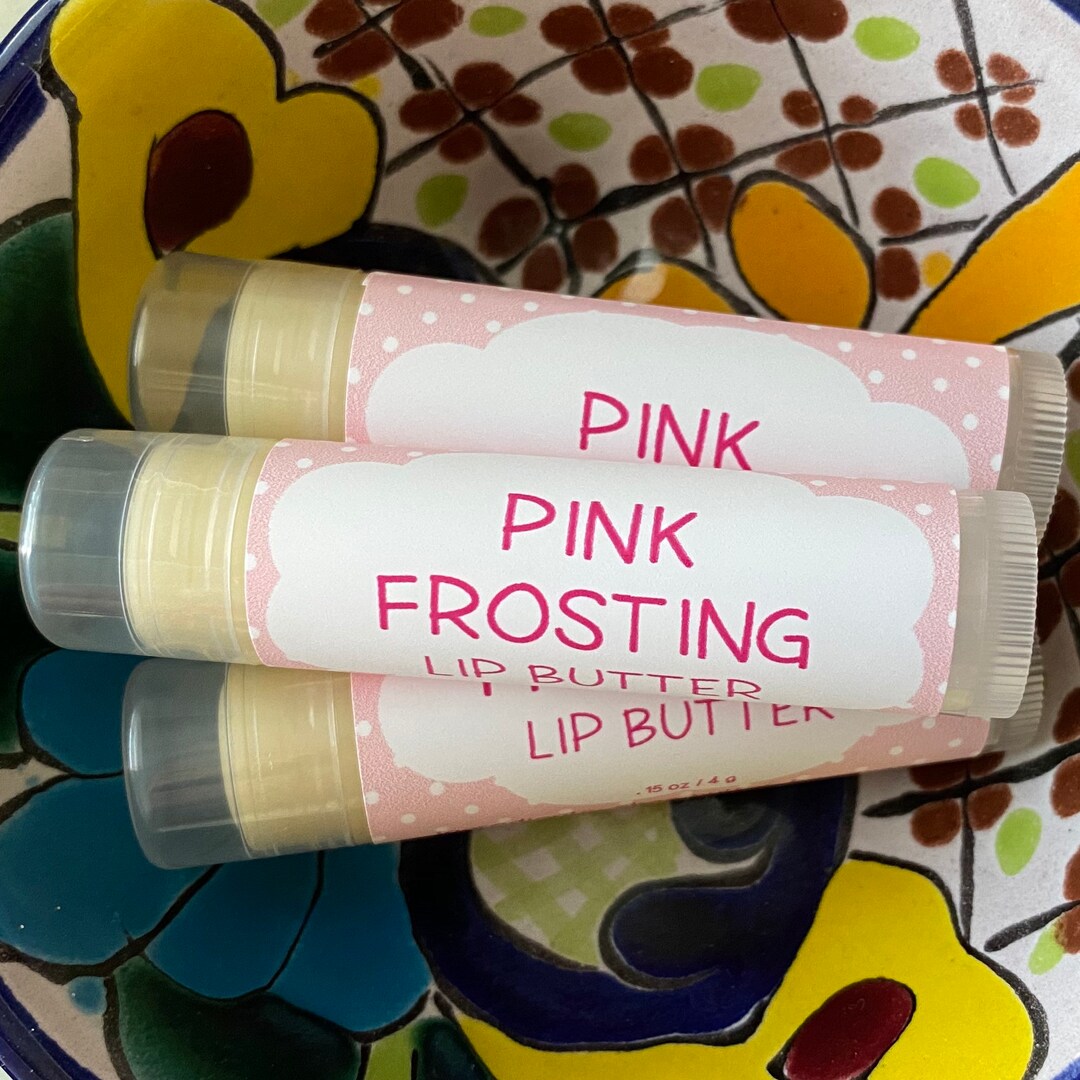 PINK
PINK
FROSTING
LIP BUTTER
LIP BUTTER
.15 oz / 4 g